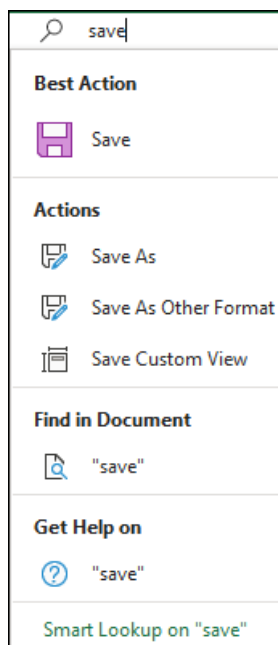 save
Best Action
Save
Actions
Save As
Save As Other Format
Save Custom View
Find in Document
"save"
Get Help on
"save"
Smart Lookup on "save"